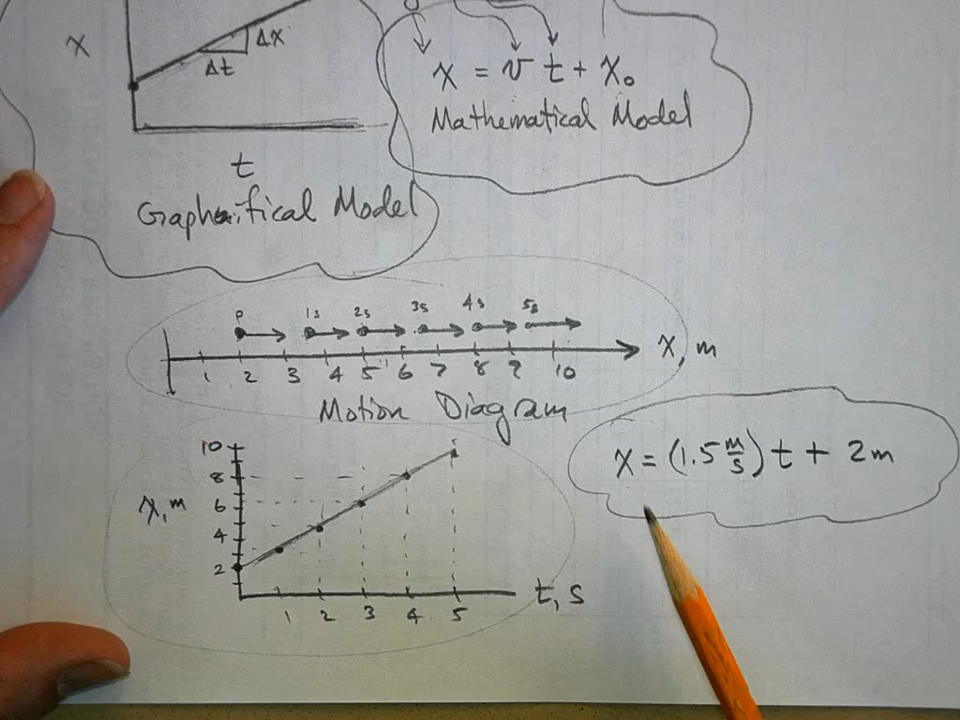 x
Δx
Δt
t
Graphaifical Model
x = v t + x₀
Mathematical Model
0 1s 2s 3s 4s 5s
1 2 3 4 5 6 7 8 9 10
X, m
Motion Diagram
10
8
6
4
2
X, m
1 2 3 4 5
t, s
X = (1.5 m/s) t + 2m